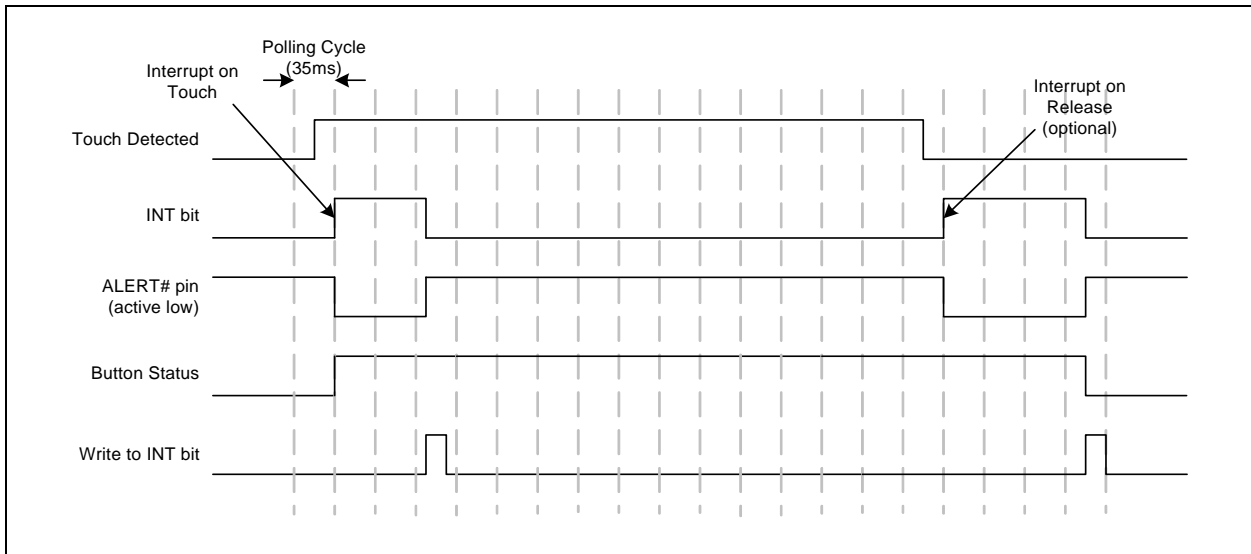 Polling Cycle
(35ms)
Interrupt on
Touch
Interrupt on
Release
(optional)
Touch Detected
INT bit
ALERT# pin
(active low)
Button Status
Write to INT bit